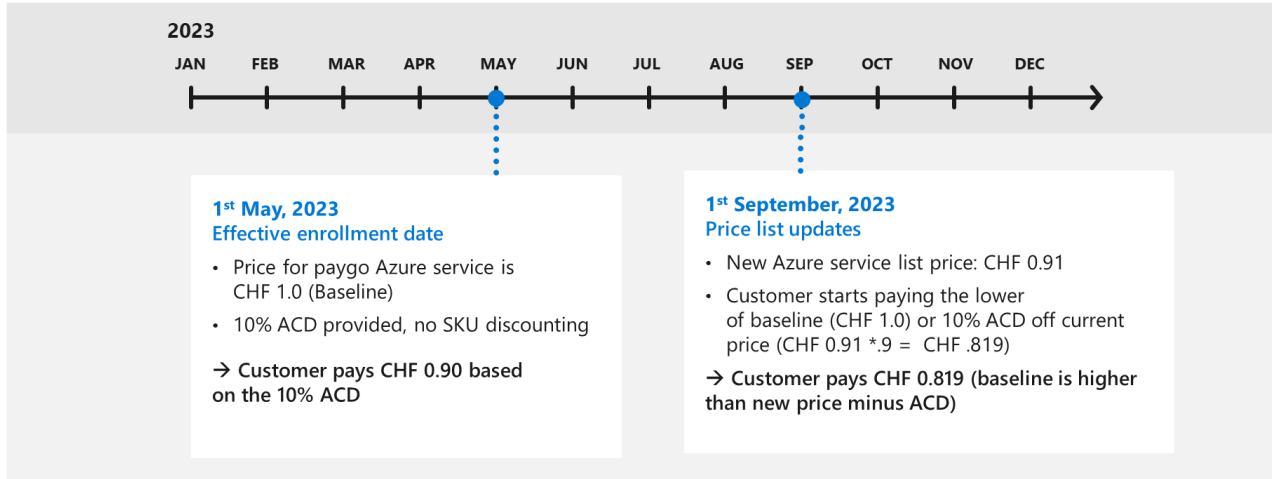 2023
JAN FEB MAR APR MAY JUN JUL AUG SEP OCT NOV DEC
1st May, 2023
Effective enrollment date
• Price for paygo Azure service is
CHF 1.0 (Baseline)
• 10% ACD provided, no SKU discounting
→ Customer pays CHF 0.90 based
on the 10% ACD
1st September, 2023
Price list updates
• New Azure service list price: CHF 0.91
• Customer starts paying the lower
of baseline (CHF 1.0) or 10% ACD off current
price (CHF 0.91 *.9 = CHF .819)
→ Customer pays CHF 0.819 (baseline is higher
than new price minus ACD)